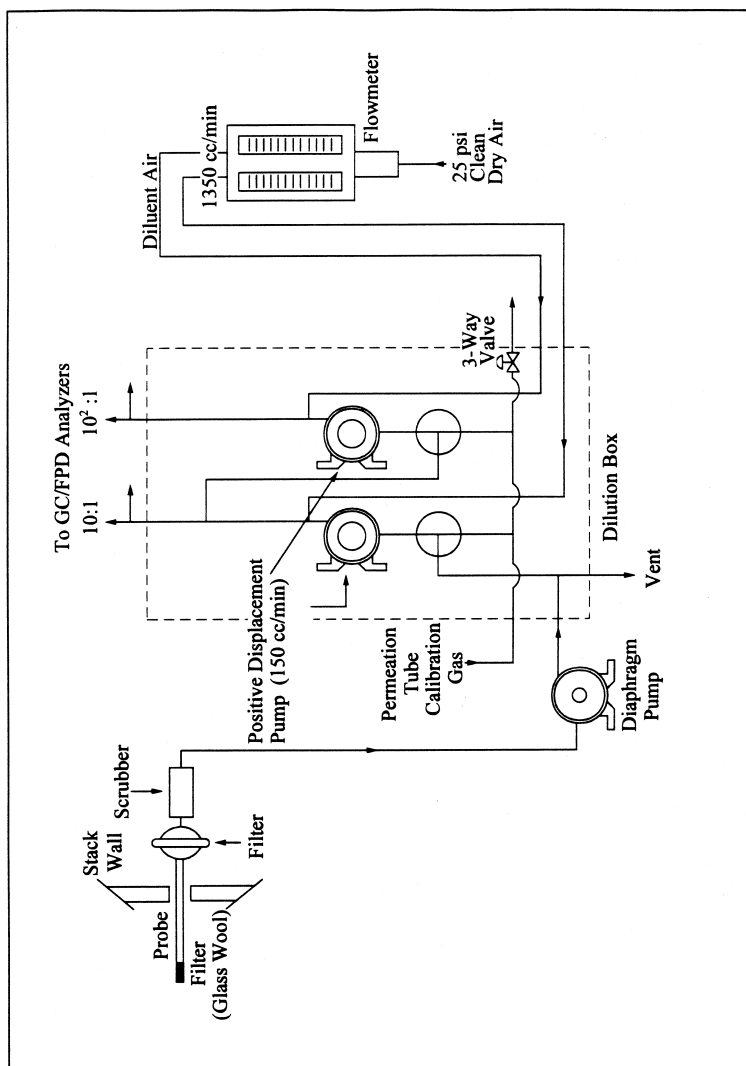 To GC/FPD Analyzers
10:1
10² :1
Diluent Air
1350 cc/min
Flowmeter
25 psi
Clean
Dry Air
3-Way
Valve
Positive Displacement
Pump (150 cc/min)
Permeation
Tube
Calibration
Gas
Dilution Box
Vent
Diaphragm
Pump
Scrubber
Stack
Wall
Filter
Probe
Filter
(Glass Wool)